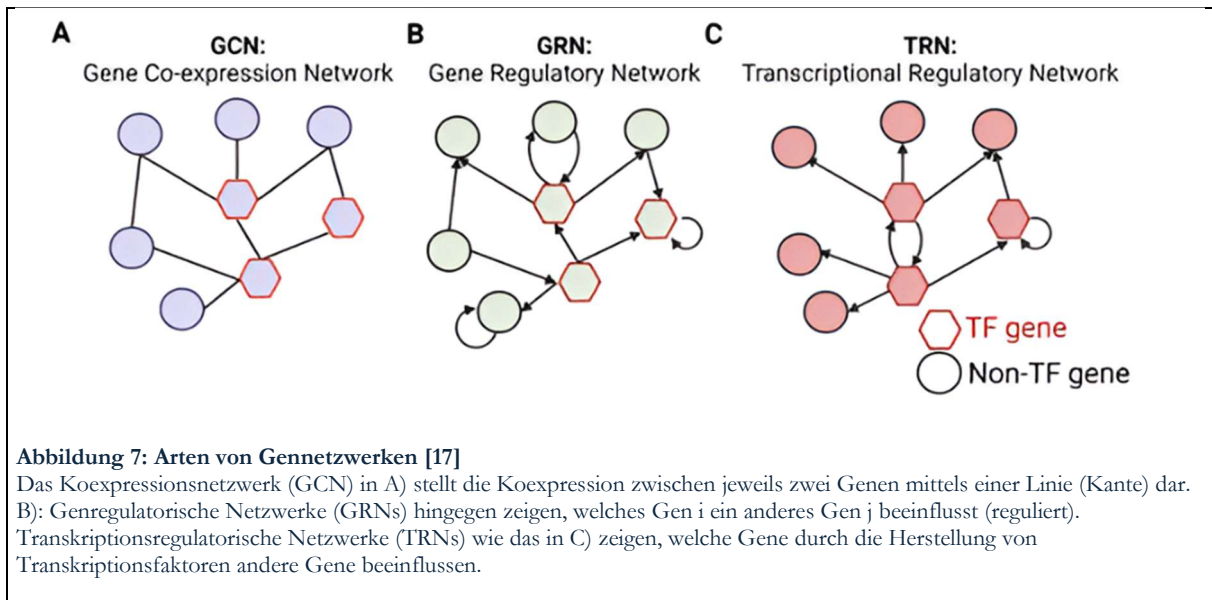 A
GCN:
Gene Co-expression Network
B
GRN:
Gene Regulatory Network
C
TRN:
Transcriptional Regulatory Network
TF gene
Non-TF gene
Abbildung 7: Arten von Gennetzwerken [17]
Das Koexpressionsnetzwerk (GCN) in A) stellt die Koexpression zwischen jeweils zwei Genen mittels einer Linie (Kante) dar.
B): Genregulatorische Netzwerke (GRNs) hingegen zeigen, welches Gen i ein anderes Gen j beeinflusst (reguliert).
Transkriptionsregulatorische Netzwerke (TRNs) wie das in C) zeigen, welche Gene durch die Herstellung von
Transkriptionsfaktoren andere Gene beeinflussen.